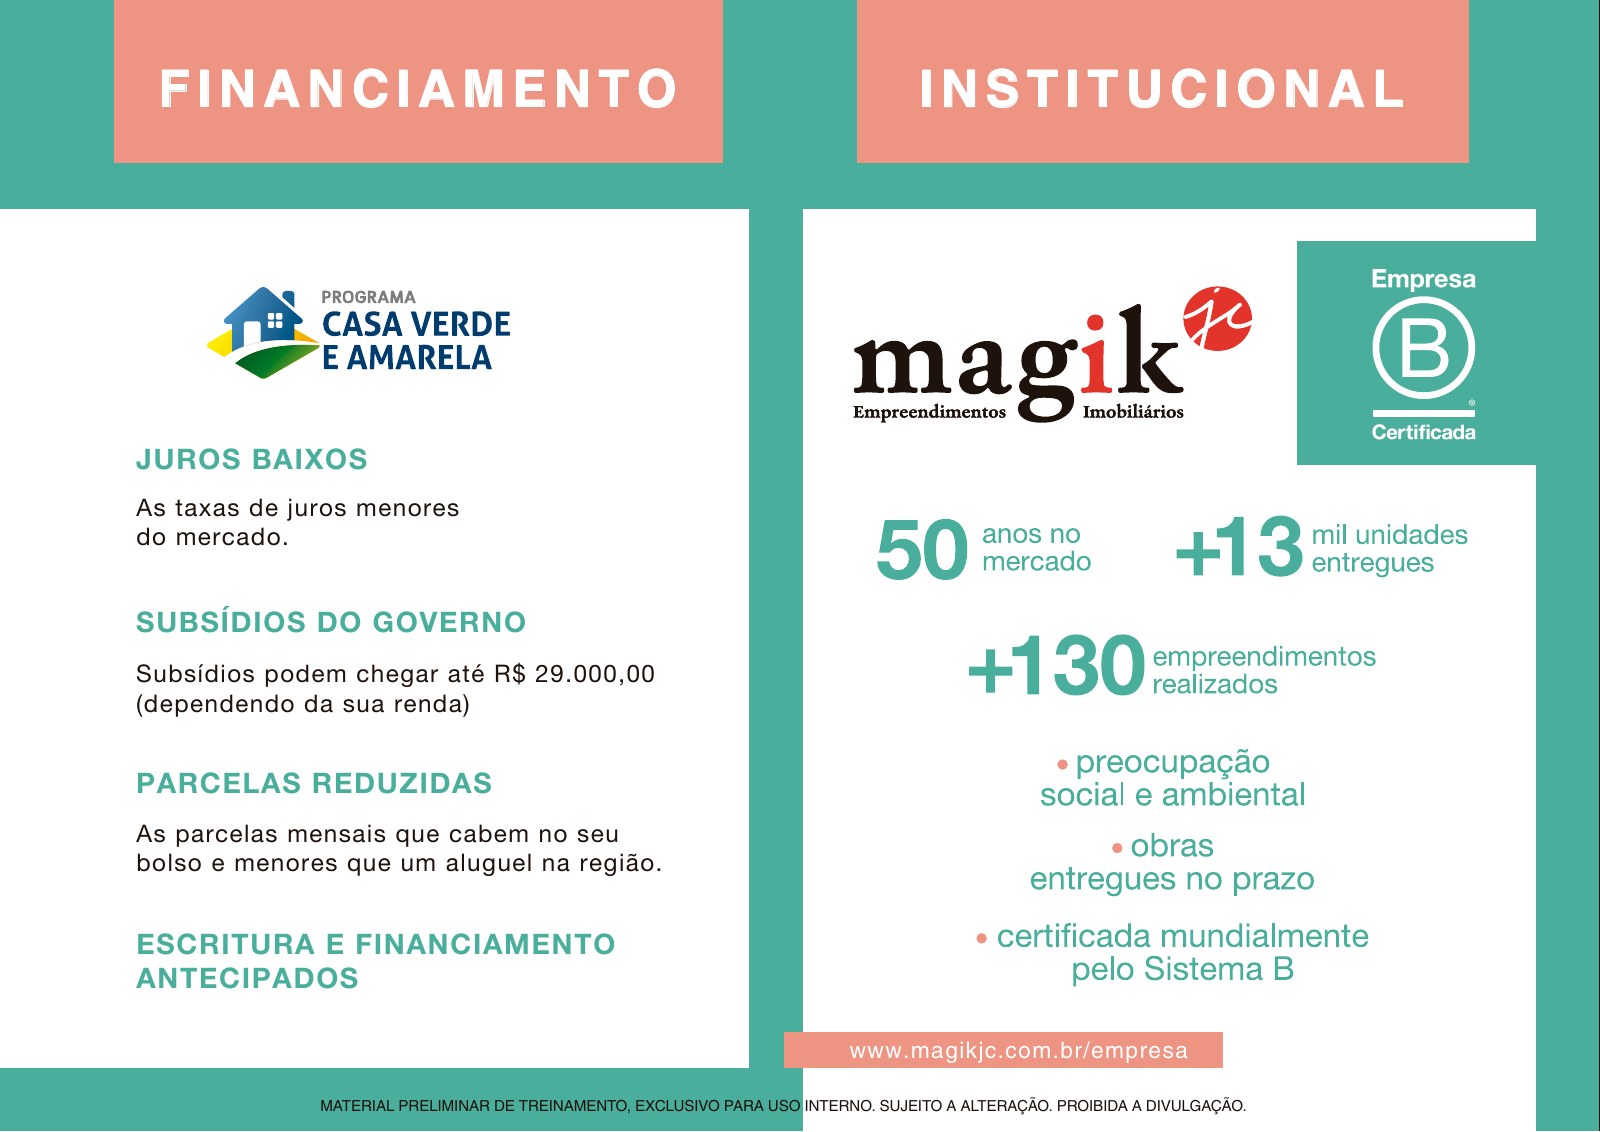 FINANCIAMENTO
PROGRAMA
CASA VERDE
E AMARELA
JUROS BAIXOS
As taxas de juros menores
do mercado.
SUBSÍDIOS DO GOVERNO
Subsídios podem chegar até R$ 29.000,00
(dependendo da sua renda)
PARCELAS REDUZIDAS
As parcelas mensais que cabem no seu
bolso e menores que um aluguel na região.
ESCRITURA E FINANCIAMENTO
ANTECIPADOS
INSTITUCIONAL
magik jc
Empreendimentos Imobiliários
Empresa
B
®
Certificada
50 anos no
mercado
+13 mil unidades
entregues
+130 empreendimentos
realizados
• preocupação
social e ambiental
• obras
entregues no prazo
• certificada mundialmente
pelo Sistema B
www.magikjc.com.br/empresa
MATERIAL PRELIMINAR DE TREINAMENTO, EXCLUSIVO PARA USO INTERNO. SUJEITO A ALTERAÇÃO. PROIBIDA A DIVULGAÇÃO.